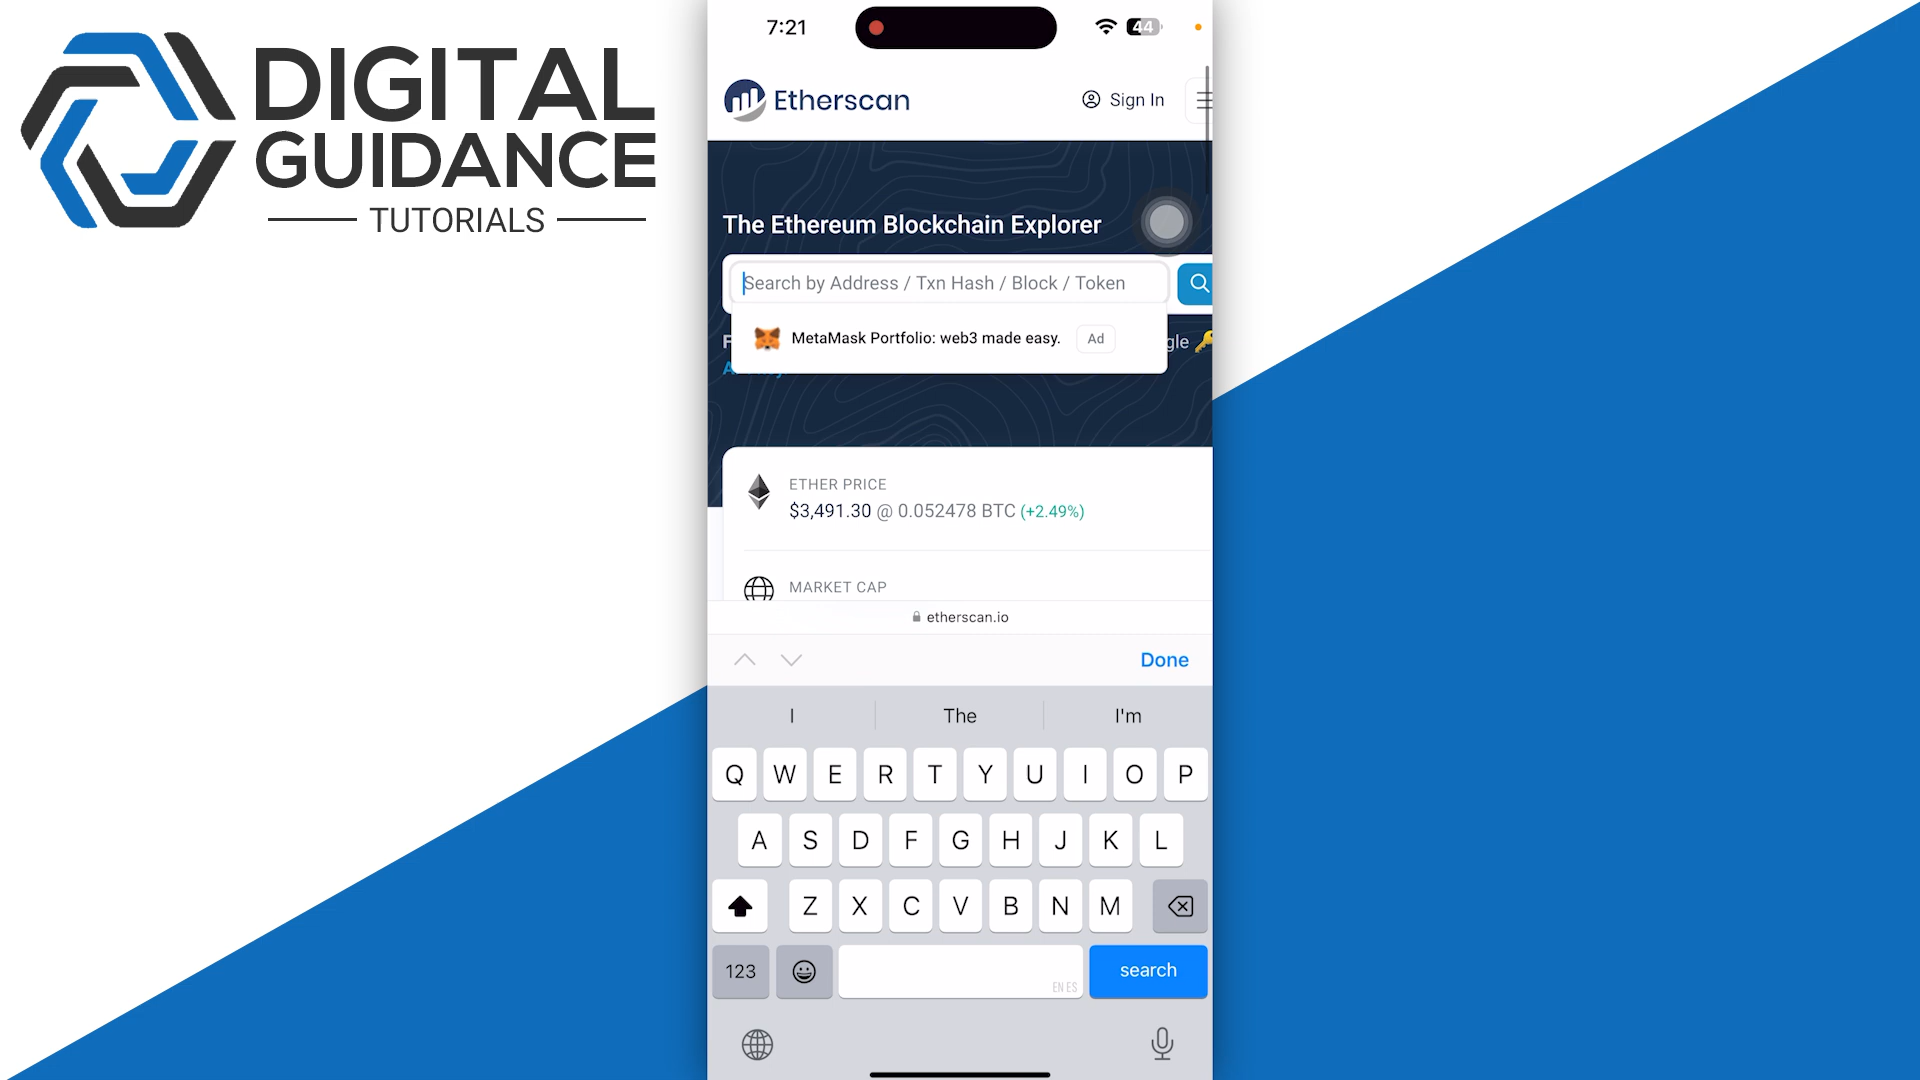 DIGITAL
GUIDANCE
TUTORIALS
7:21
44
Etherscan
Sign In
The Ethereum Blockchain Explorer
Search by Address / Txn Hash / Block / Token
MetaMask Portfolio: web3 made easy. Ad
ETHER PRICE
$3,491.30 @ 0.052478 BTC (+2.49%)
MARKET CAP
etherscan.io
Done
I The I'm
Q W E R T Y U I O P
A S D F G H J K L
Z X C V B N M
123 EN ES search